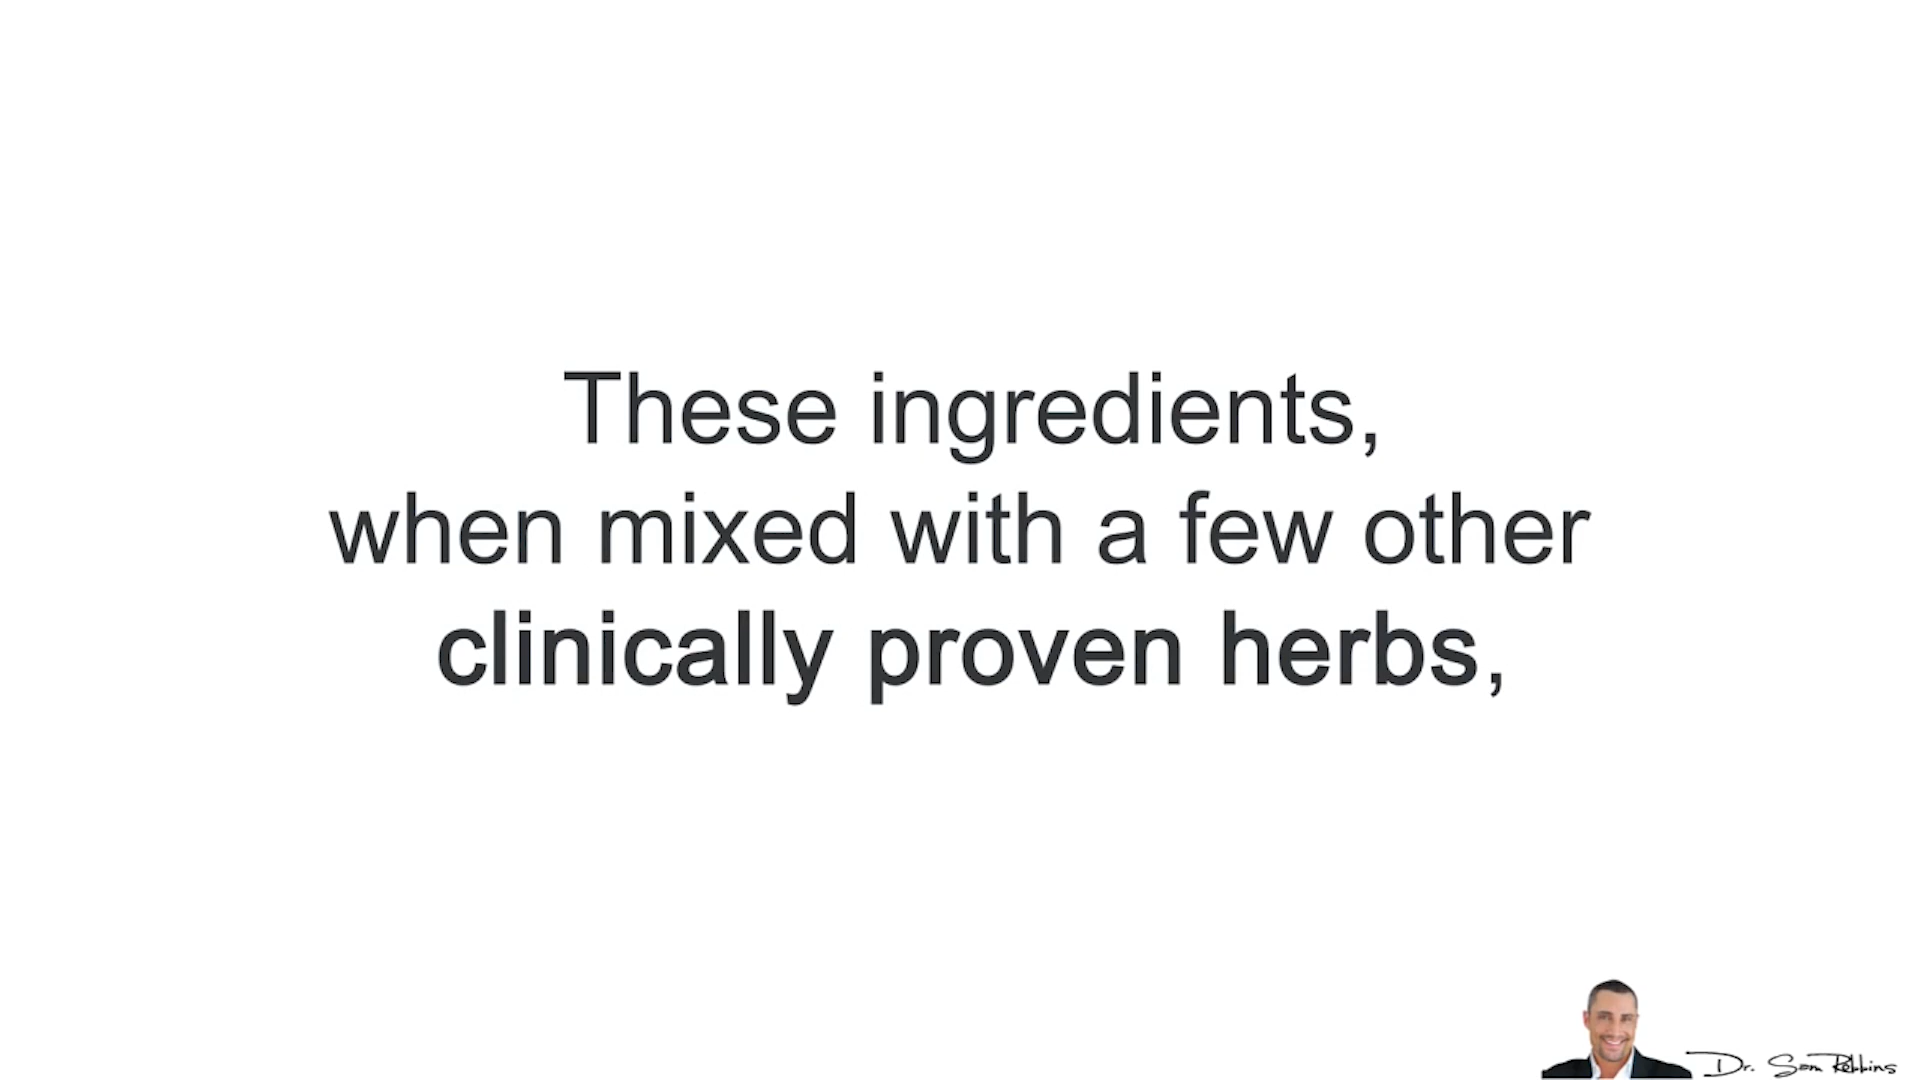 These ingredients,
when mixed with a few other
clinically proven herbs,
Dr. Sam Robbins